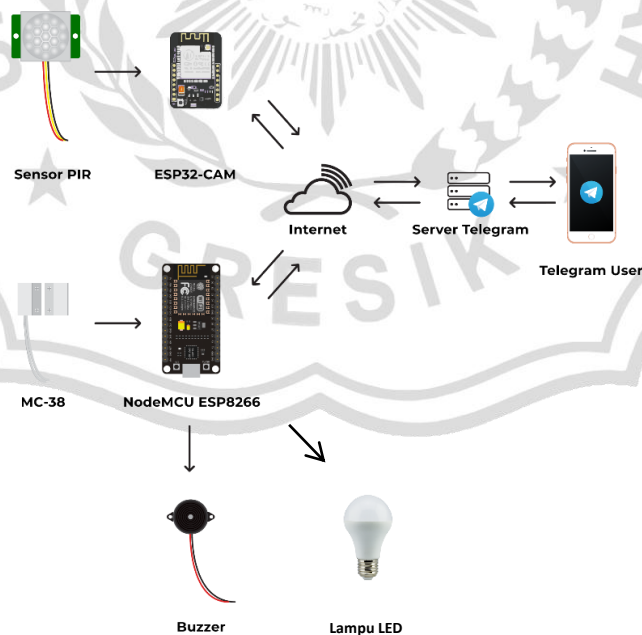 Sensor PIR
ESP32-CAM
Internet
Server Telegram
Telegram User
GRESIK
MC-38
NodeMCU ESP8266
Buzzer
Lampu LED